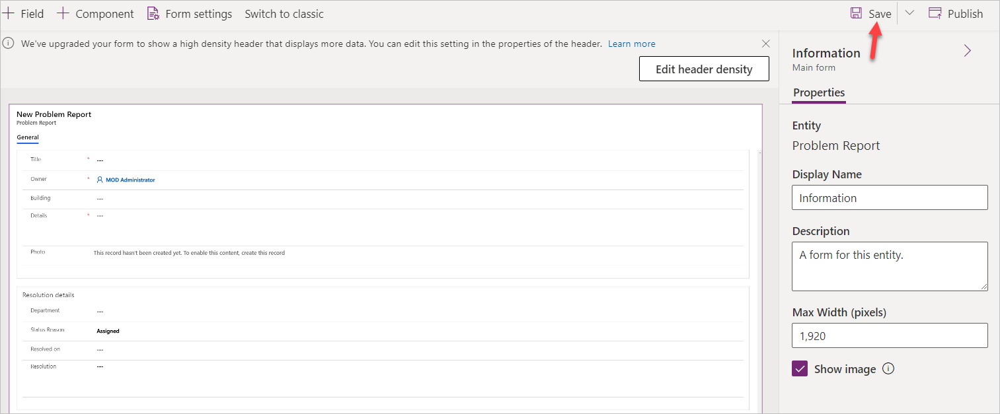 Field Component Form settings Switch to classic Save Publish
We've upgraded your form to show a high density header that displays more data. You can edit this setting in the properties of the header. Learn more
Edit header density
New Problem Report
Problem Report
General
Title * ---
Owner * MOD Administrator
Building ---
Details * ---
Photo This record hasn't been created yet. To enable this content, create this record
Resolution details
Department ---
Status Reason Assigned
Resolved on ---
Resolution ---
Information
Main form
Properties
Entity
Problem Report
Display Name
Information
Description
A form for this entity.
Max Width (pixels)
1,920
Show image